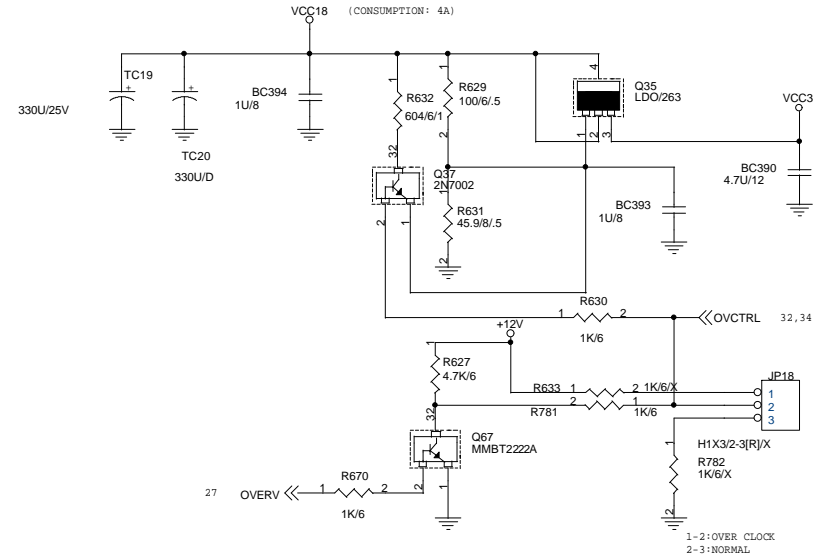 VCC18 (CONSUMPTION: 4A)
TC19
330U/25V
TC20
330U/D
BC394
1U/8
1
R632
604/6/1
32
1
R629
100/6/.5
2
4
Q35
LDO/263
1 2 3
VCC3
BC390
4.7U/12
Q37
2N7002
2 1
1
R631
45.9/8/.5
2
BC393
1U/8
R630
1 2
1K/6
OVCTRL 32,34
+12V
1
R627
4.7K/6
R633 1 2 1K/6/X
R781 2 1
1K/6
JP18
1
2
3
H1X3/2-3[R]/X
32
Q67
MMBT2222A
2 1
1
R782
1K/6/X
2
R670
27 OVERV 1 2
1K/6
1-2:OVER CLOCK
2-3:NORMAL